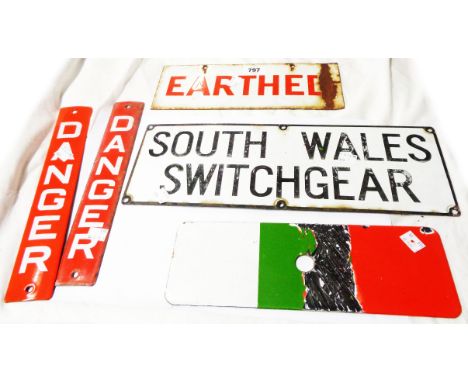 797
EARTHED
SOUTH WALES
SWITCHGEAR
DANGER
DANGER